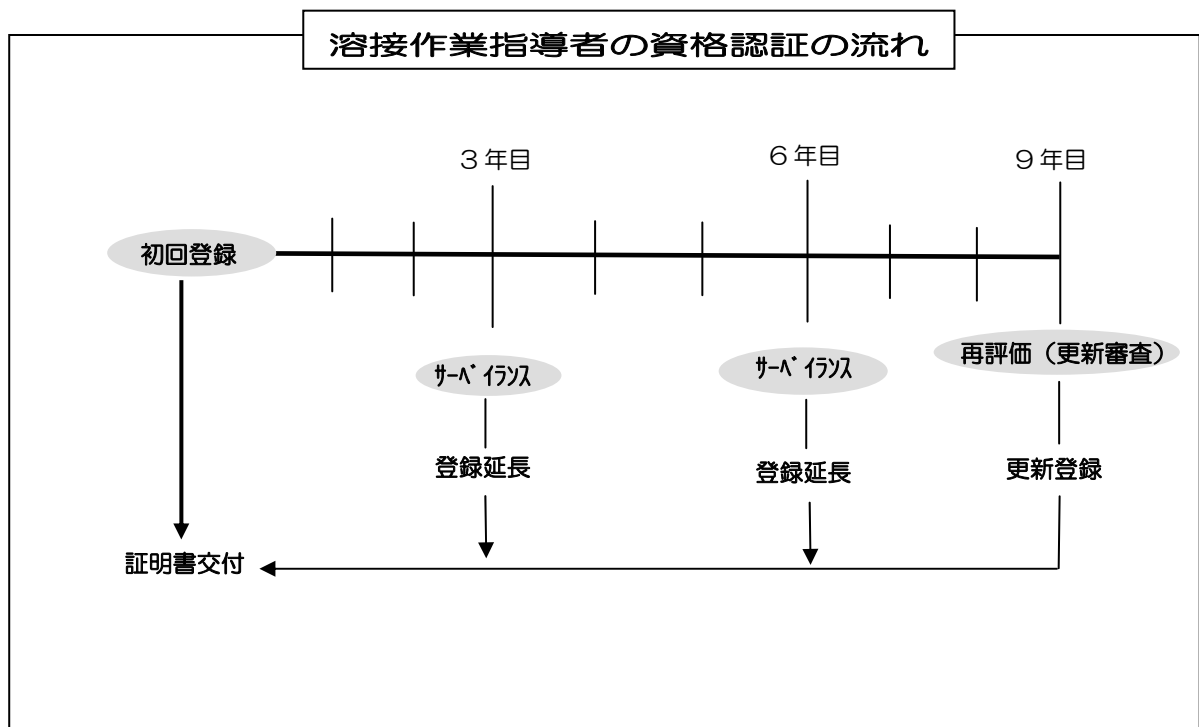 溶接作業指導者の資格認証の流れ
３年目
６年目
９年目
初回登録
ｻｰﾍﾞｲﾗﾝｽ
ｻｰﾍﾞｲﾗﾝｽ
再評価（更新審査）
登録延長
登録延長
更新登録
証明書交付